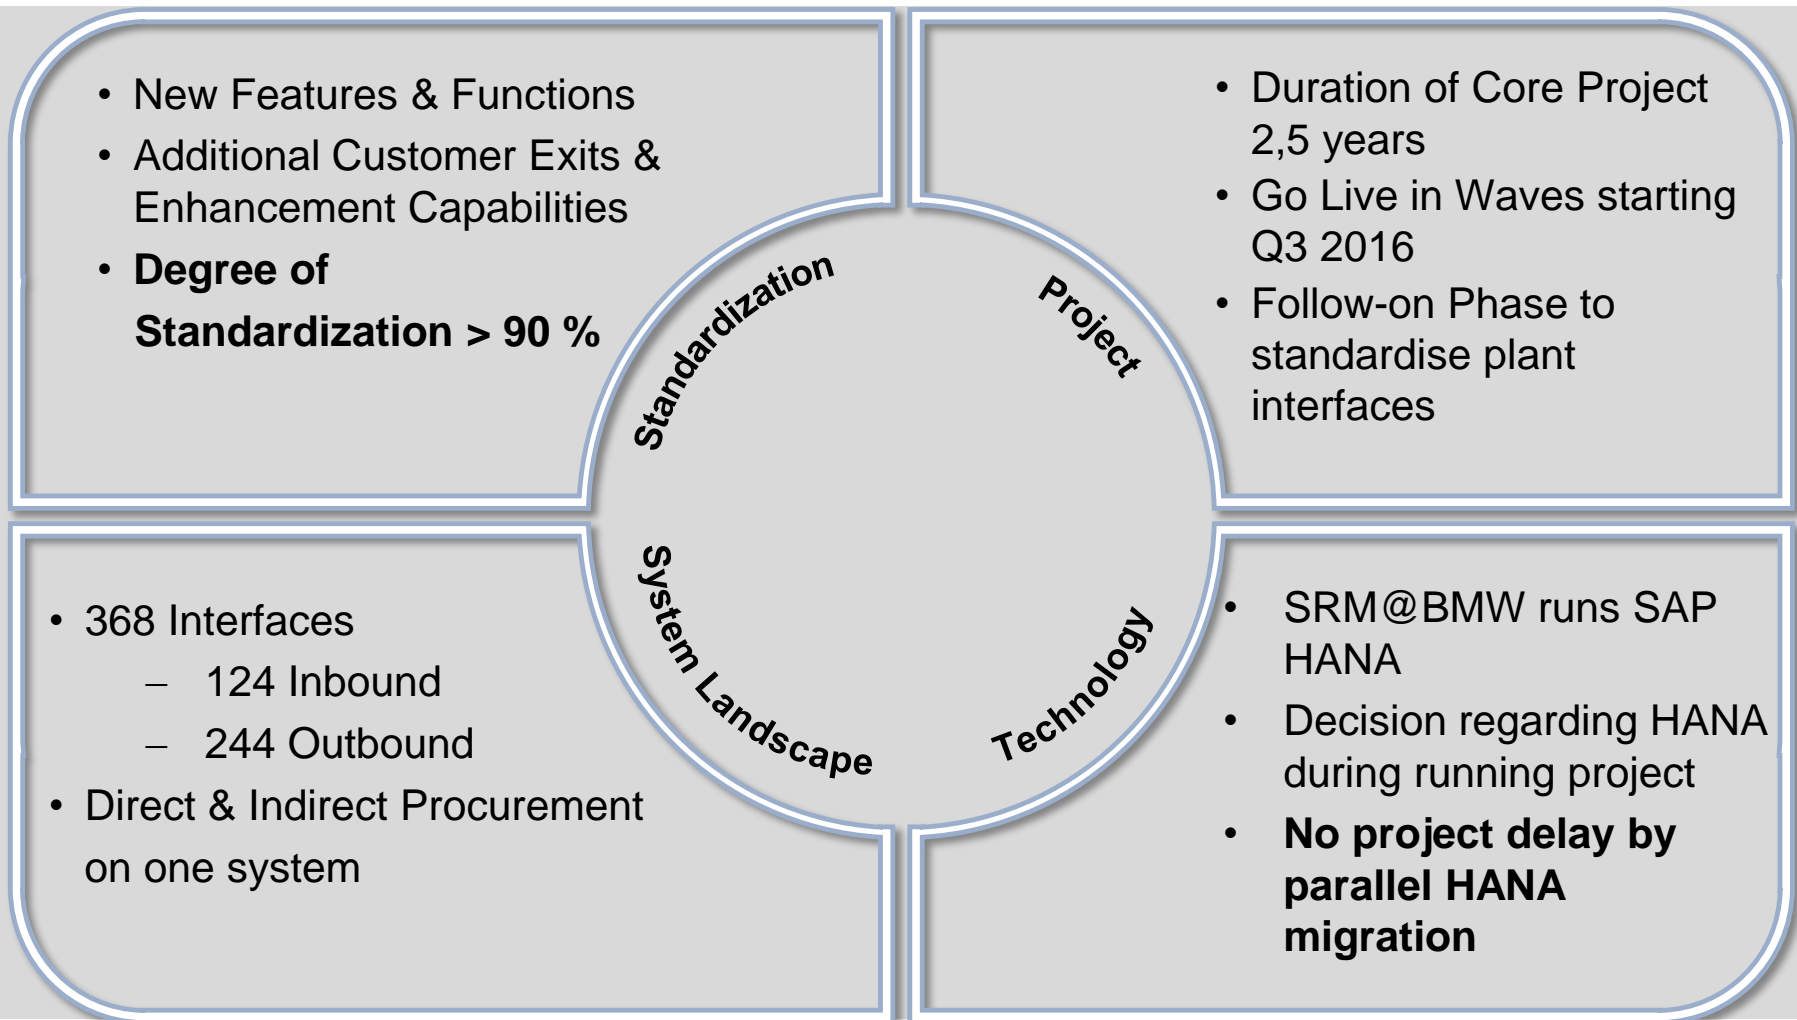 • New Features & Functions
• Additional Customer Exits &
Enhancement Capabilities
• Degree of
Standardization > 90 %
• Duration of Core Project
2,5 years
• Go Live in Waves starting
Q3 2016
• Follow-on Phase to
standardise plant
interfaces
Standardization
Project
System Landscape
Technology
• 368 Interfaces
– 124 Inbound
– 244 Outbound
• Direct & Indirect Procurement
on one system
• SRM@BMW runs SAP
HANA
• Decision regarding HANA
during running project
• No project delay by
parallel HANA
migration